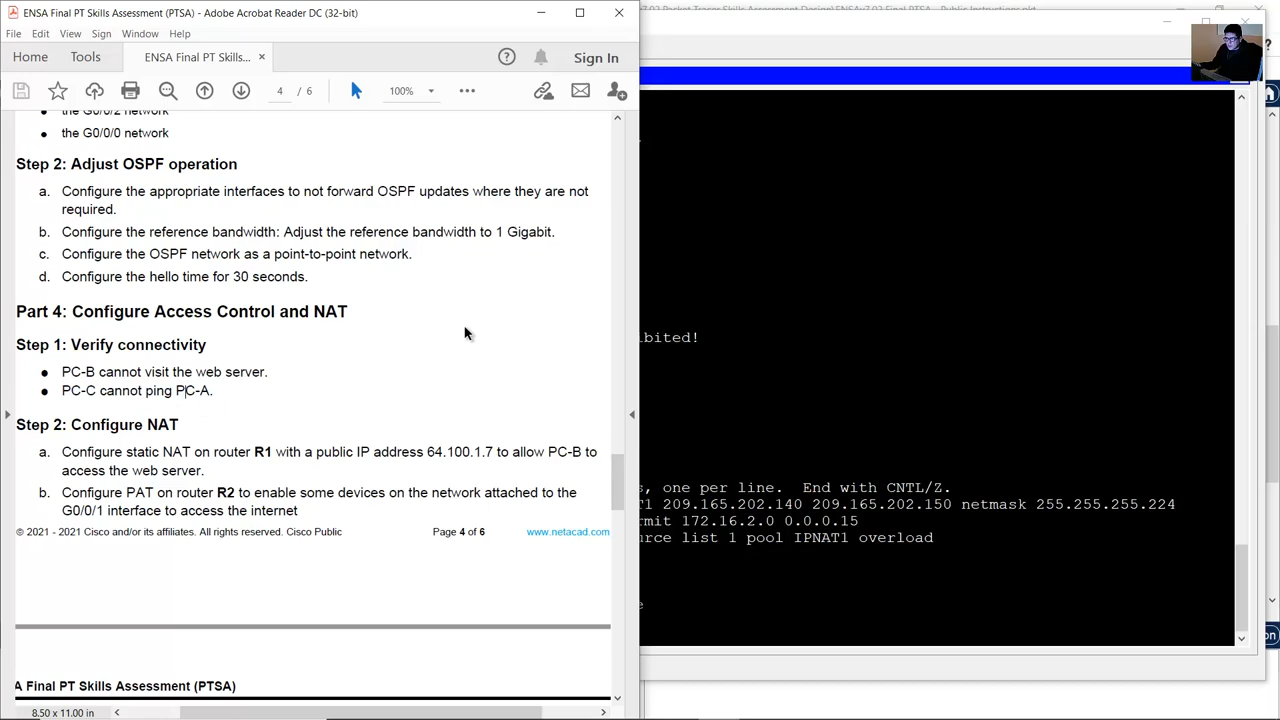 ENSA Final PT Skills Assessment (PTSA) - Adobe Acrobat Reader DC (32-bit)
File Edit View Sign Window Help
Home Tools ENSA Final PT Skills... × Sign In
4 / 6 100%
the G0/0/2 network
the G0/0/0 network
Step 2: Adjust OSPF operation
a. Configure the appropriate interfaces to not forward OSPF updates where they are not
required.
b. Configure the reference bandwidth: Adjust the reference bandwidth to 1 Gigabit.
c. Configure the OSPF network as a point-to-point network.
d. Configure the hello time for 30 seconds.
Part 4: Configure Access Control and NAT
Step 1: Verify connectivity
PC-B cannot visit the web server.
PC-C cannot ping PC-A.
Step 2: Configure NAT
a. Configure static NAT on router R1 with a public IP address 64.100.1.7 to allow PC-B to
access the web server.
b. Configure PAT on router R2 to enable some devices on the network attached to the
G0/0/1 interface to access the internet
© 2021 - 2021 Cisco and/or its affiliates. All rights reserved. Cisco Public Page 4 of 6 www.netacad.com
A Final PT Skills Assessment (PTSA)
8.50 x 11.00 in
bited!
s, one per line. End with CNTL/Z.
T1 209.165.202.140 209.165.202.150 netmask 255.255.255.224
rmit 172.16.2.0 0.0.0.15
urce list 1 pool IPNAT1 overload
e
on